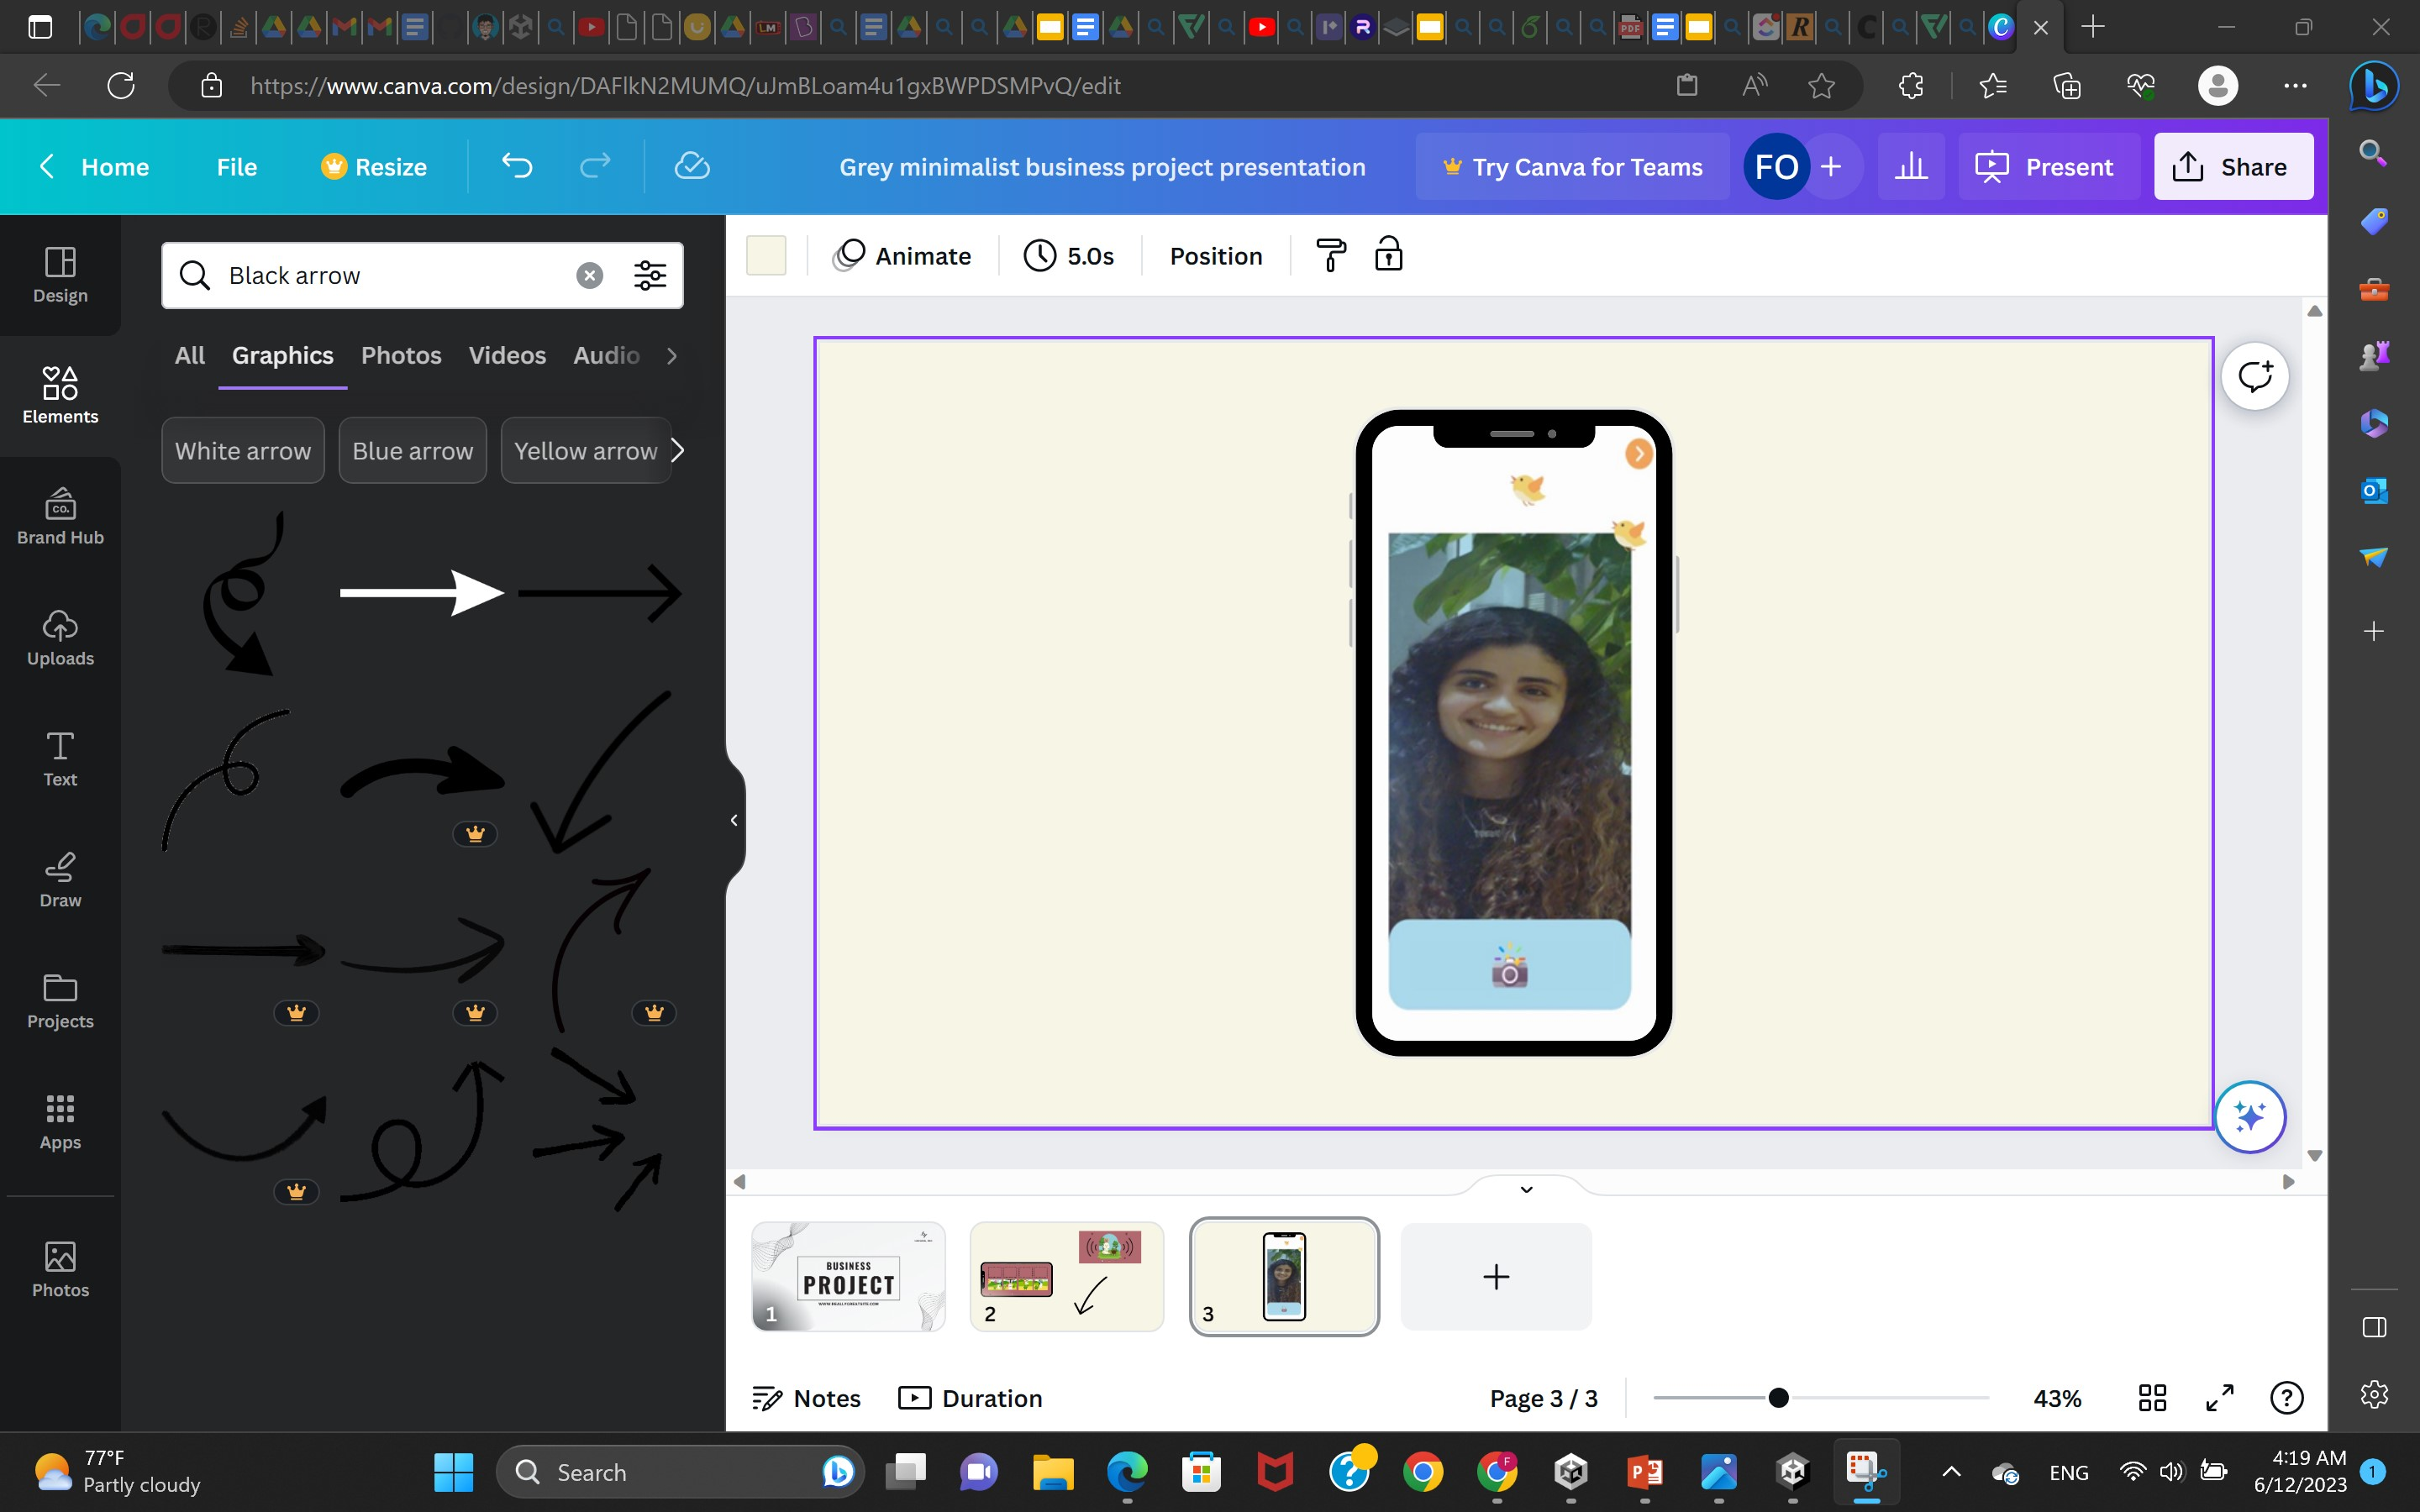 https://www.canva.com/design/DAFlkN2MUMQ/uJmBLoam4u1gxBWPDSMPvQ/edit
Home File Resize Grey minimalist business project presentation Try Canva for Teams FO + Present Share
Design
Elements
Brand Hub
Uploads
Text
Draw
Projects
Apps
Photos
Black arrow
All Graphics Photos Videos Audio
White arrow Blue arrow Yellow arrow
Animate 5.0s Position
BUSINESS
PROJECT
1
2
3
Notes Duration Page 3 / 3 43%
77°F
Partly cloudy
Search
ENG
4:19 AM
6/12/2023
1